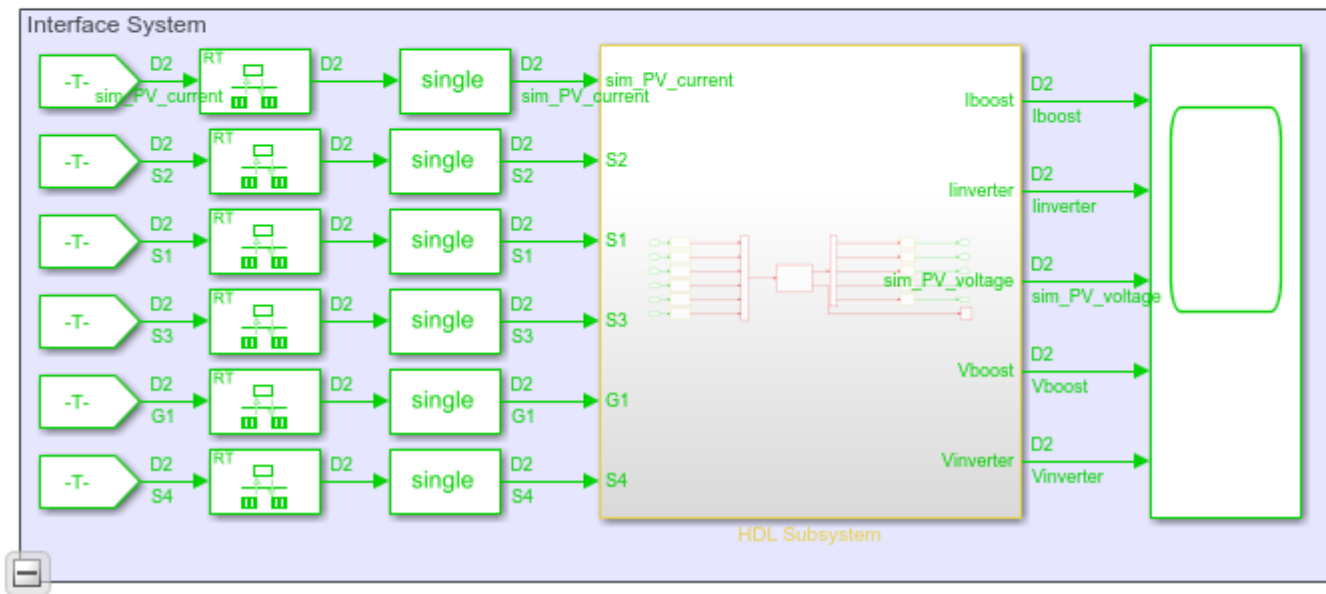 Interface System
-T-
D2
sim_PV_current
RT
D2
single
D2
sim_PV_current
sim_PV_current
-T-
D2
S2
RT
D2
single
D2
S2
S2
-T-
D2
S1
RT
D2
single
D2
S1
S1
-T-
D2
S3
RT
D2
single
D2
S3
S3
-T-
D2
G1
RT
D2
single
D2
G1
G1
-T-
D2
S4
RT
D2
single
D2
S4
S4
Iboost
D2
Iboost
Iinverter
D2
Iinverter
sim_PV_voltage
D2
sim_PV_voltage
Vboost
D2
Vboost
Vinverter
D2
Vinverter
HDL Subsystem